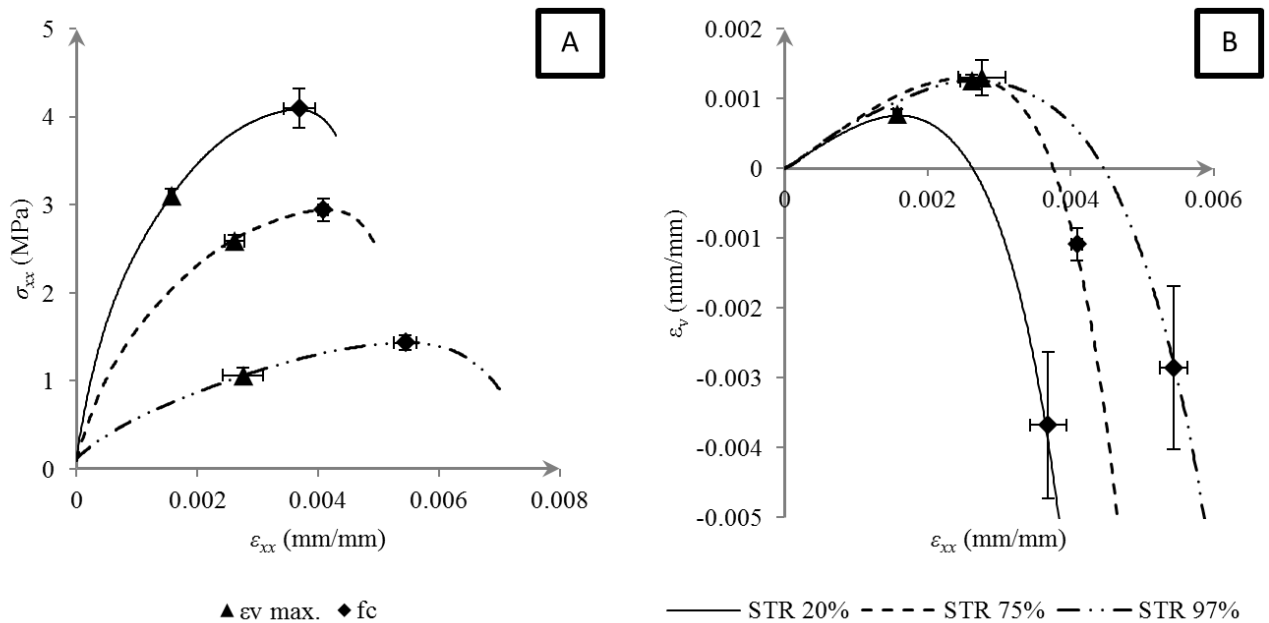 A
5
4
3
2
1
0
σxx (MPa)
0
0.002
0.004
0.006
0.008
εxx (mm/mm)
▲ εv max. ◆ fc
B
0.002
0.001
0
-0.001
-0.002
-0.003
-0.004
-0.005
εv (mm/mm)
0
0.002
0.004
0.006
εxx (mm/mm)
STR 20% STR 75% STR 97%